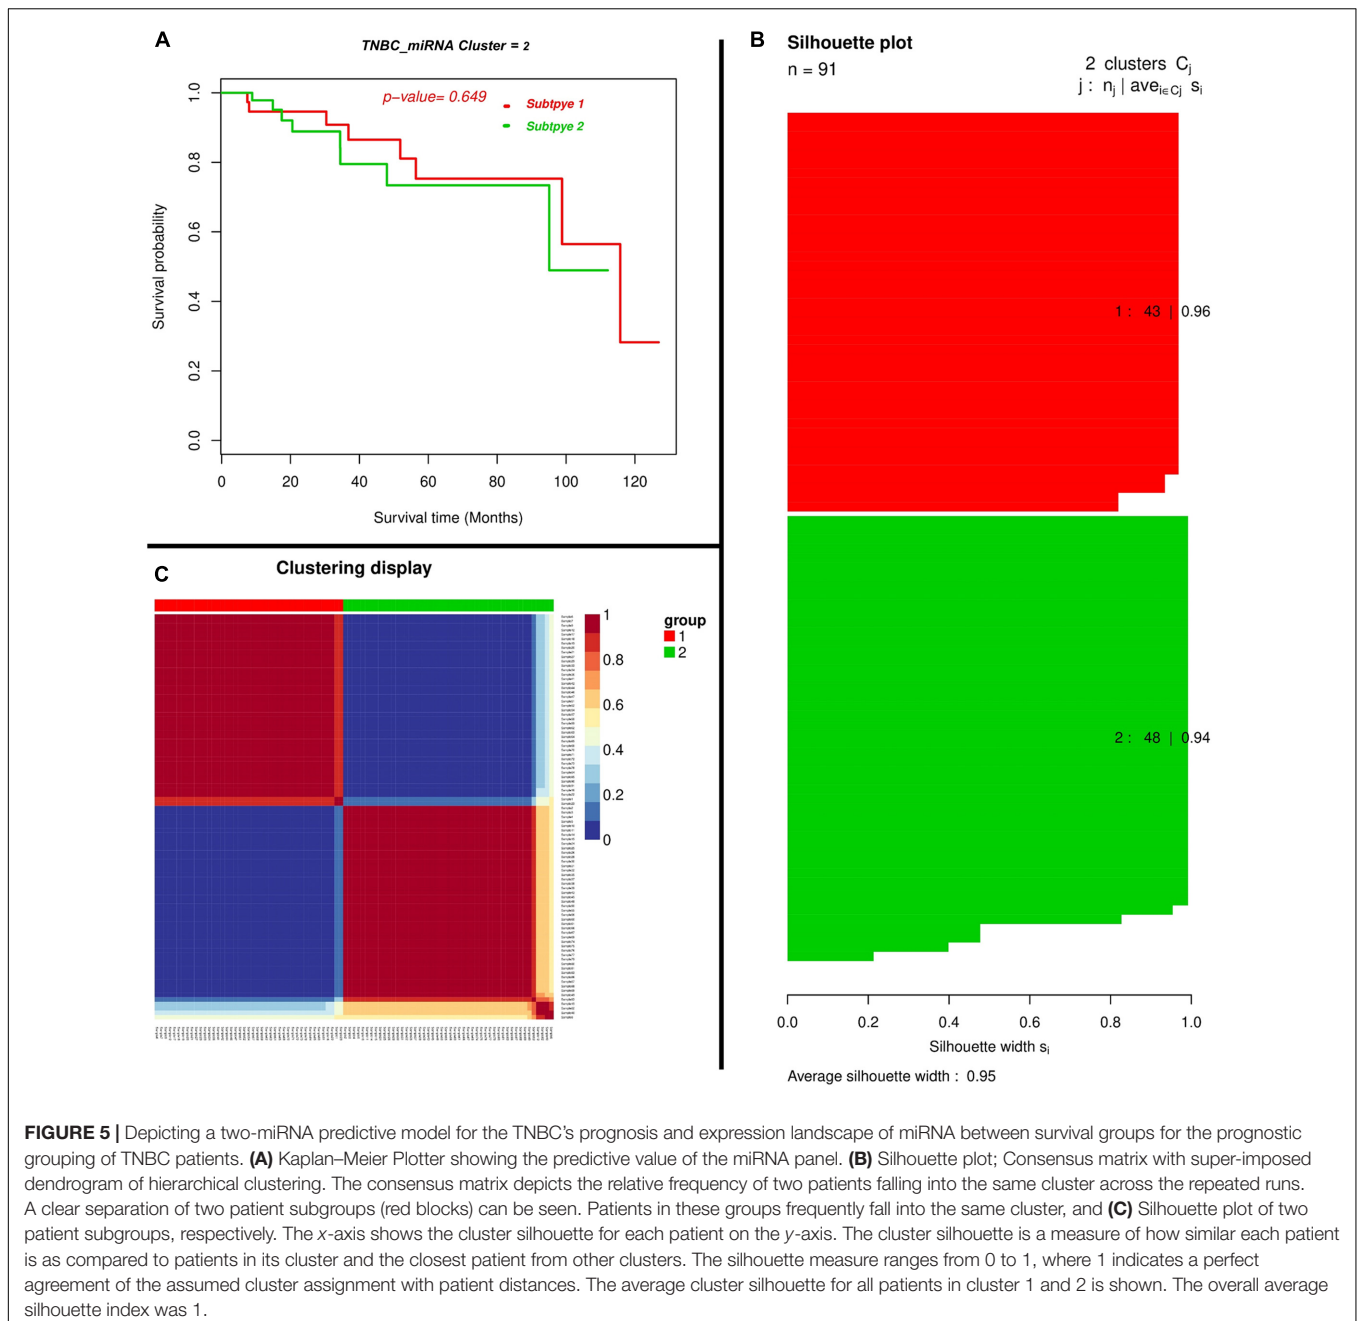 A
TNBC_miRNA Cluster = 2
p-value= 0.649
Subtpye 1
Subtpye 2
Survival probability
1.0
0.8
0.6
0.4
0.2
0.0
0 20 40 60 80 100 120
Survival time (Months)
B
Silhouette plot
n = 91
2 clusters Cj
j : nj | avei∈Cj si
1 : 43 | 0.96
2 : 48 | 0.94
0.0 0.2 0.4 0.6 0.8 1.0
Silhouette width si
Average silhouette width : 0.95
C
Clustering display
1
0.8
0.6
0.4
0.2
0
group
1
2
FIGURE 5 | Depicting a two-miRNA predictive model for the TNBC's prognosis and expression landscape of miRNA between survival groups for the prognostic
grouping of TNBC patients. (A) Kaplan–Meier Plotter showing the predictive value of the miRNA panel. (B) Silhouette plot; Consensus matrix with super-imposed
dendrogram of hierarchical clustering. The consensus matrix depicts the relative frequency of two patients falling into the same cluster across the repeated runs.
A clear separation of two patient subgroups (red blocks) can be seen. Patients in these groups frequently fall into the same cluster, and (C) Silhouette plot of two
patient subgroups, respectively. The x-axis shows the cluster silhouette for each patient on the y-axis. The cluster silhouette is a measure of how similar each patient
is as compared to patients in its cluster and the closest patient from other clusters. The silhouette measure ranges from 0 to 1, where 1 indicates a perfect
agreement of the assumed cluster assignment with patient distances. The average cluster silhouette for all patients in cluster 1 and 2 is shown. The overall average
silhouette index was 1.